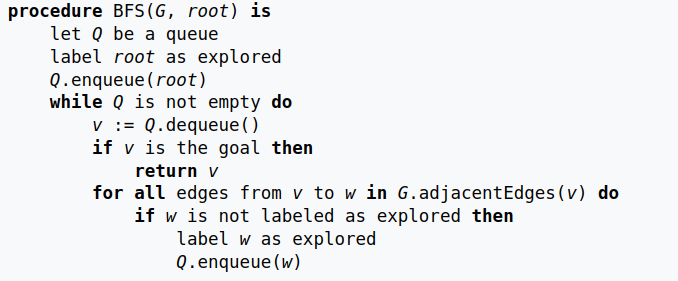 procedure BFS(G, root) is
let Q be a queue
label root as explored
Q.enqueue(root)
while Q is not empty do
v := Q.dequeue()
if v is the goal then
return v
for all edges from v to w in G.adjacentEdges(v) do
if w is not labeled as explored then
label w as explored
Q.enqueue(w)